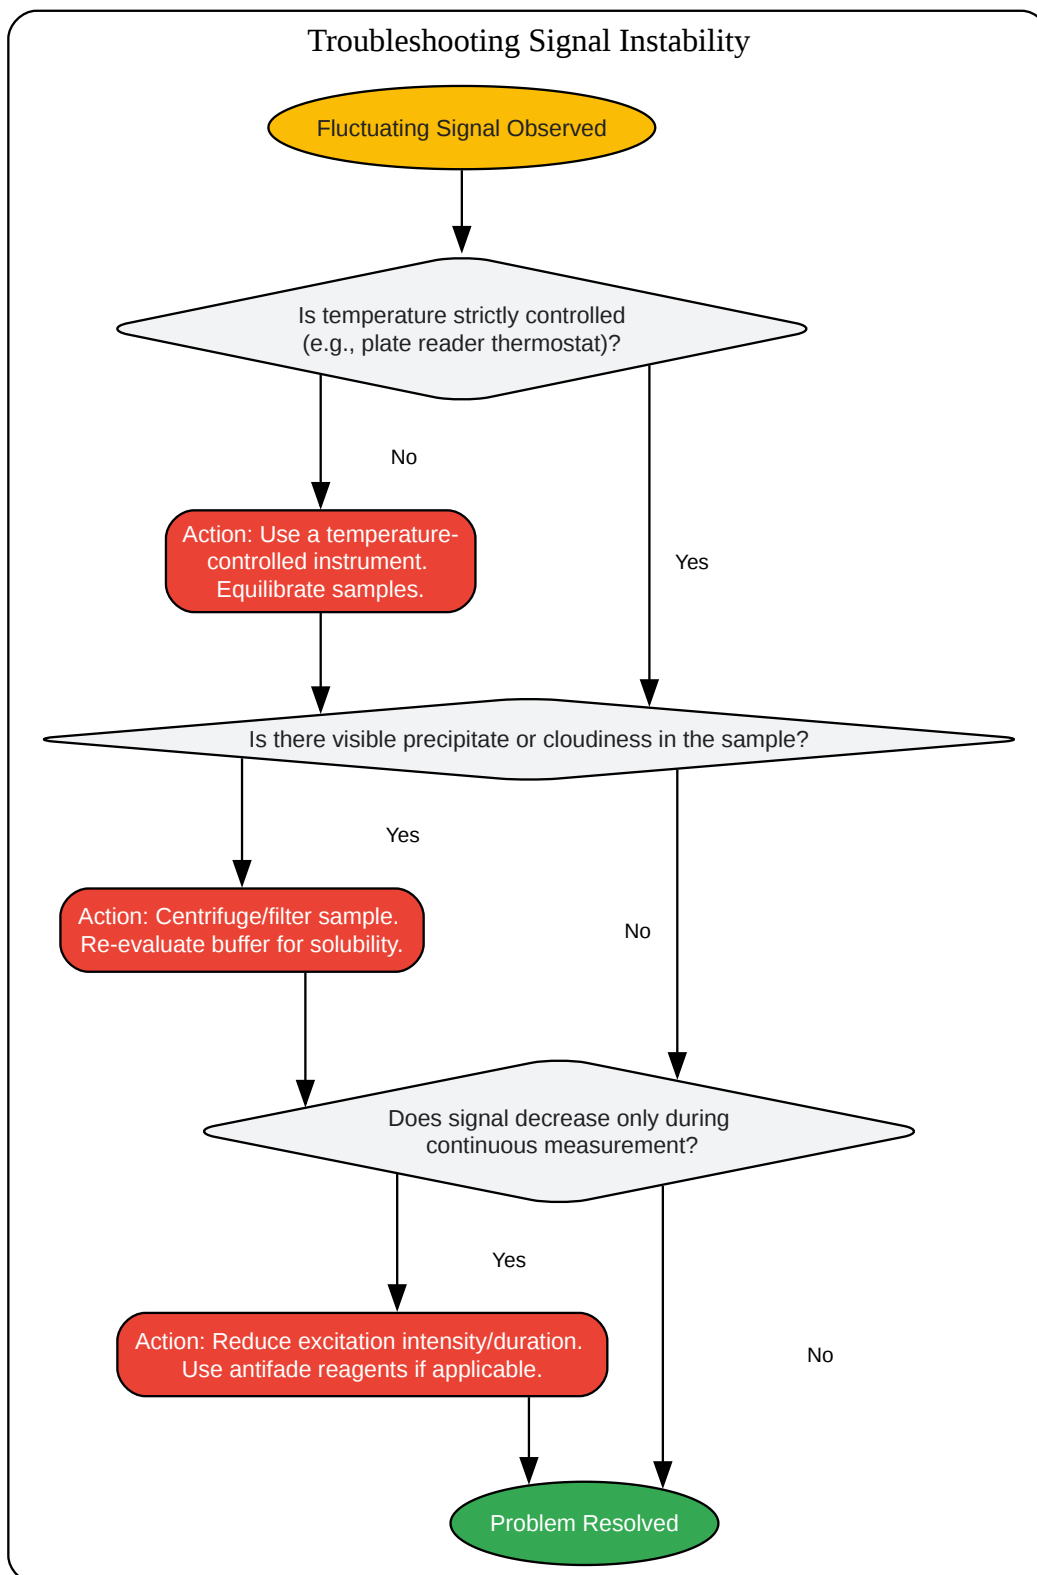 Troubleshooting Signal Instability
Fluctuating Signal Observed
Is temperature strictly controlled
(e.g., plate reader thermostat)?
No
Action: Use a temperature-
controlled instrument.
Equilibrate samples.
Yes
Is there visible precipitate or cloudiness in the sample?
Yes
Action: Centrifuge/filter sample.
Re-evaluate buffer for solubility.
No
Does signal decrease only during
continuous measurement?
Yes
Action: Reduce excitation intensity/duration.
Use antifade reagents if applicable.
No
Problem Resolved